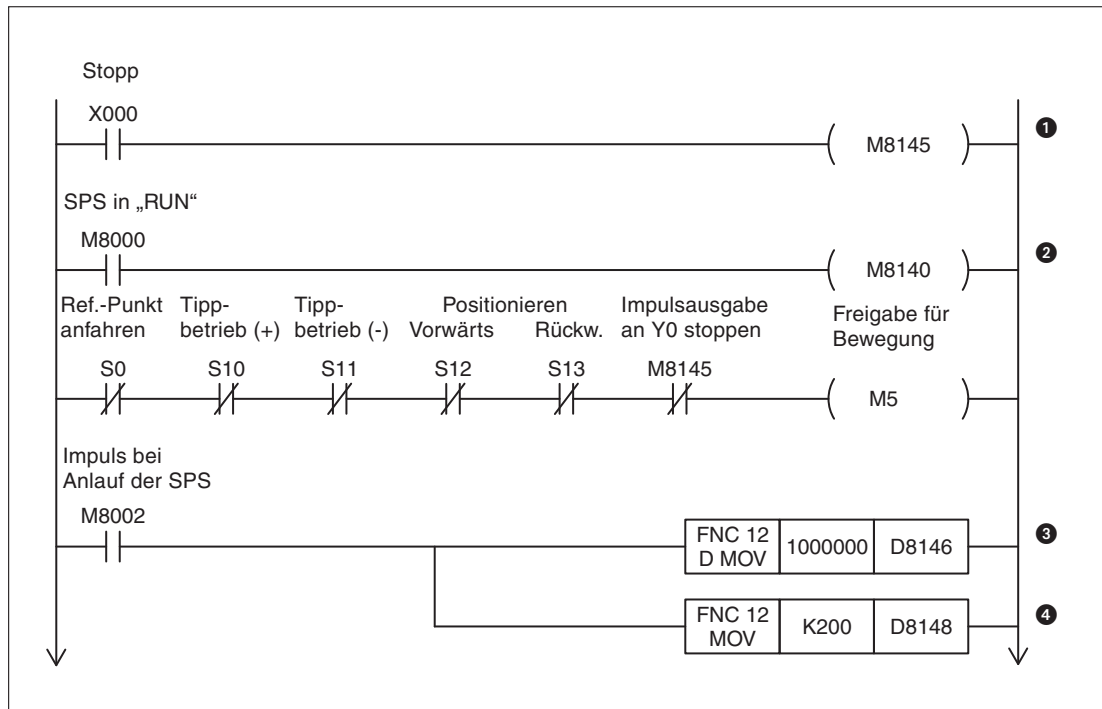 Stopp
X000
M8145
❶
SPS in „RUN“
M8000
M8140
❷
Ref.-Punkt anfahren
Tipp-betrieb (+)
Tipp-betrieb (-)
Positionieren
Vorwärts
Rückw.
Impulsausgabe an Y0 stoppen
Freigabe für Bewegung
S0
S10
S11
S12
S13
M8145
M5
Impuls bei
Anlauf der SPS
M8002
FNC 12
D MOV
1000000
D8146
❸
FNC 12
MOV
K200
D8148
❹